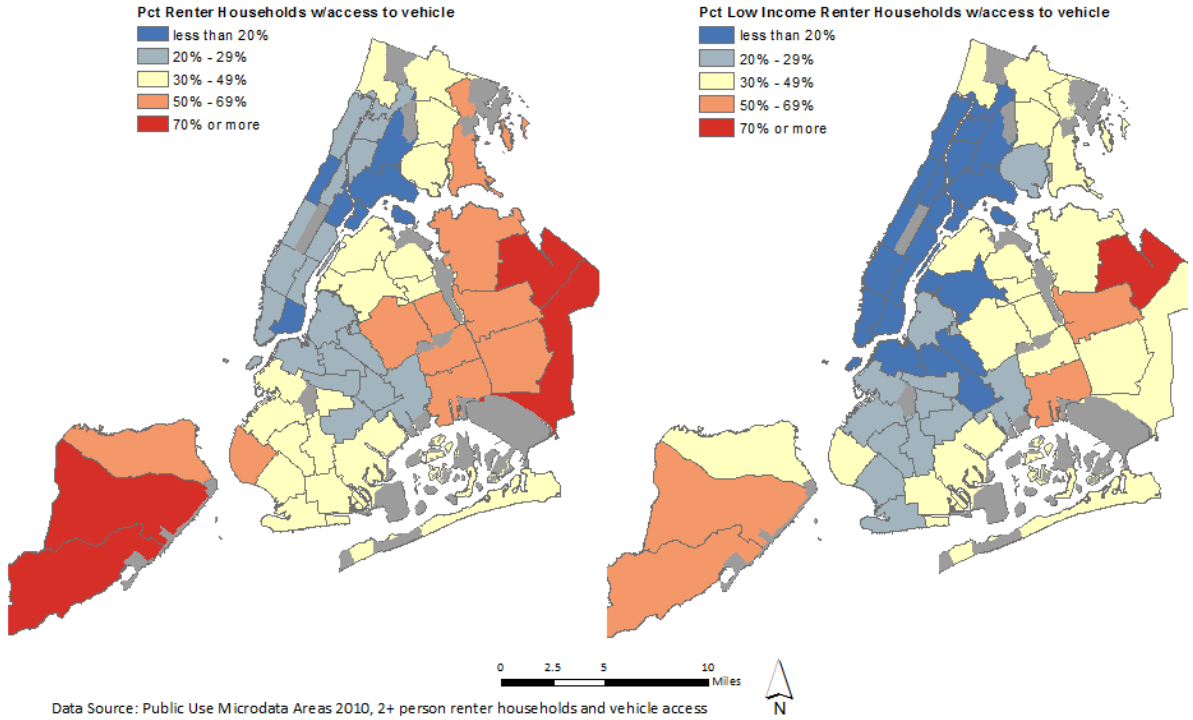 Pct Renter Households w/access to vehicle
less than 20%
20% - 29%
30% - 49%
50% - 69%
70% or more
Pct Low Income Renter Households w/access to vehicle
less than 20%
20% - 29%
30% - 49%
50% - 69%
70% or more
0 2.5 5 10
Miles
N
Data Source: Public Use Microdata Areas 2010, 2+ person renter households and vehicle access